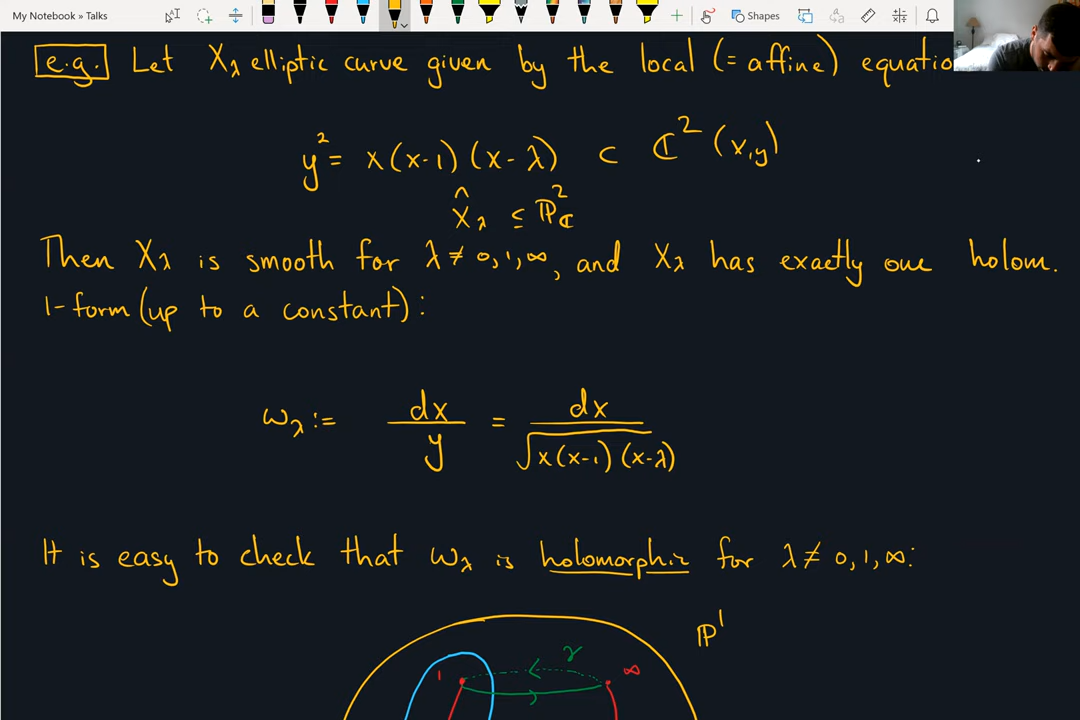 My Notebook » Talks
Shapes
e.g. Let Xλ elliptic curve given by the local (= affine) equatio
y² = x(x-1)(x-λ) ⊂ ℂ²(x,y)
X̂λ ⊆ ℙ²ℂ
Then Xλ is smooth for λ ≠ 0,1,∞, and Xλ has exactly one holom.
1-form (up to a constant):
ωλ := dx/y = dx/√x(x-1)(x-λ)
It is easy to check that ωλ is holomorphic for λ ≠ 0,1,∞:
ℙ¹
γ
1 ∞